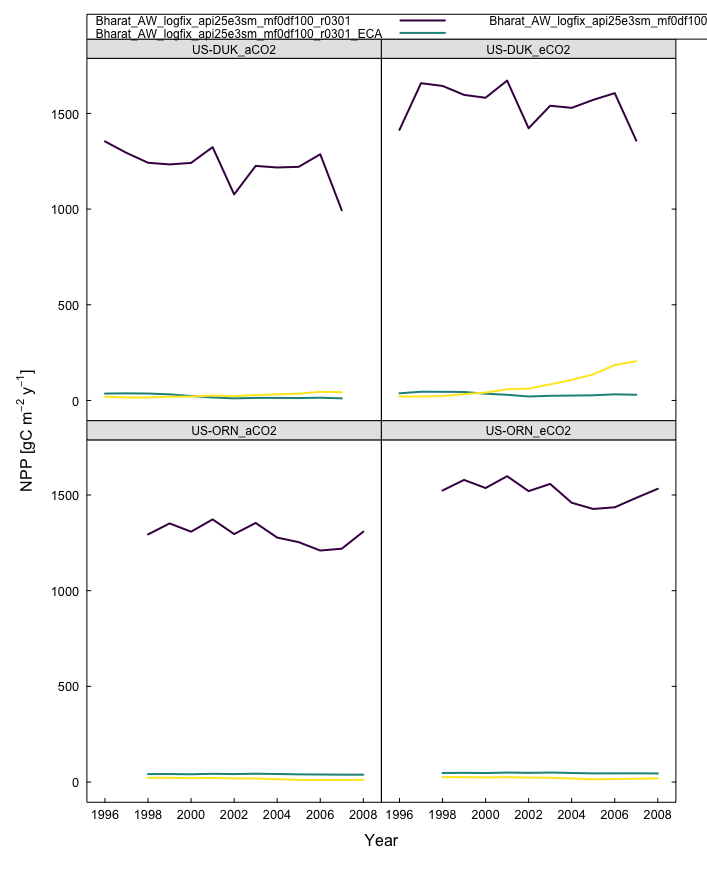 Bharat_AW_logfix_api25e3sm_mf0df100_r0301 Bharat_AW_logfix_api25e3sm_mf0df100
Bharat_AW_logfix_api25e3sm_mf0df100_r0301_ECA
US-DUK_aCO2 US-DUK_eCO2
1500
1000
500
0
US-ORN_aCO2 US-ORN_eCO2
1500
1000
500
0
NPP [gC m⁻² y⁻¹]
1996 1998 2000 2002 2004 2006 2008 1996 1998 2000 2002 2004 2006 2008
Year